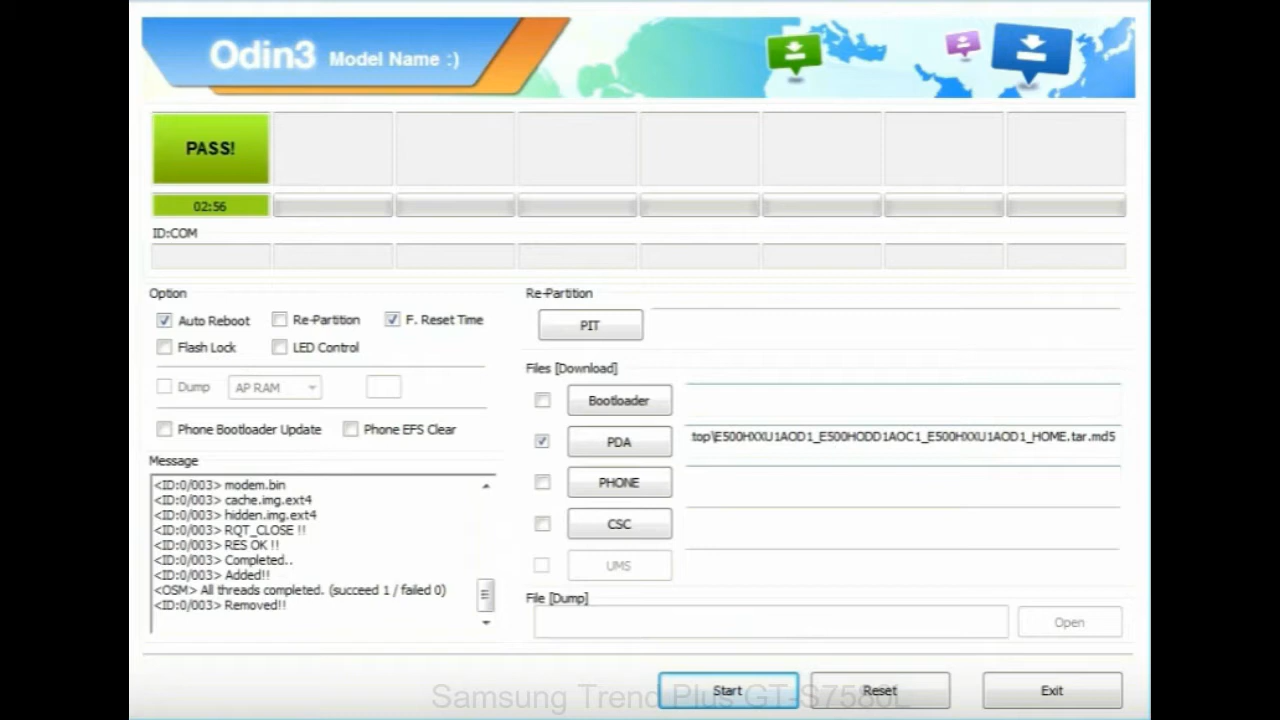 Odin3 Model Name :)
PASS!
02:56
ID:COM
Option
Auto Reboot Re-Partition F. Reset Time
Flash Lock LED Control
Dump AP RAM
Phone Bootloader Update Phone EFS Clear
Message
<ID:0/003> modem.bin
<ID:0/003> cache.img.ext4
<ID:0/003> hidden.img.ext4
<ID:0/003> RQT_CLOSE !!
<ID:0/003> RES OK !!
<ID:0/003> Completed..
<ID:0/003> Added!!
<OSM> All threads completed. (succeed 1 / failed 0)
<ID:0/003> Removed!!
Re-Partition
PIT
Files [Download]
Bootloader
PDA top\E500HXXU1AOD1_E500HODD1AOC1_E500HXXU1AOD1_HOME.tar.md5
PHONE
CSC
UMS
File [Dump]
Open
Start Reset Exit
Samsung Trend Plus GT-S7580L